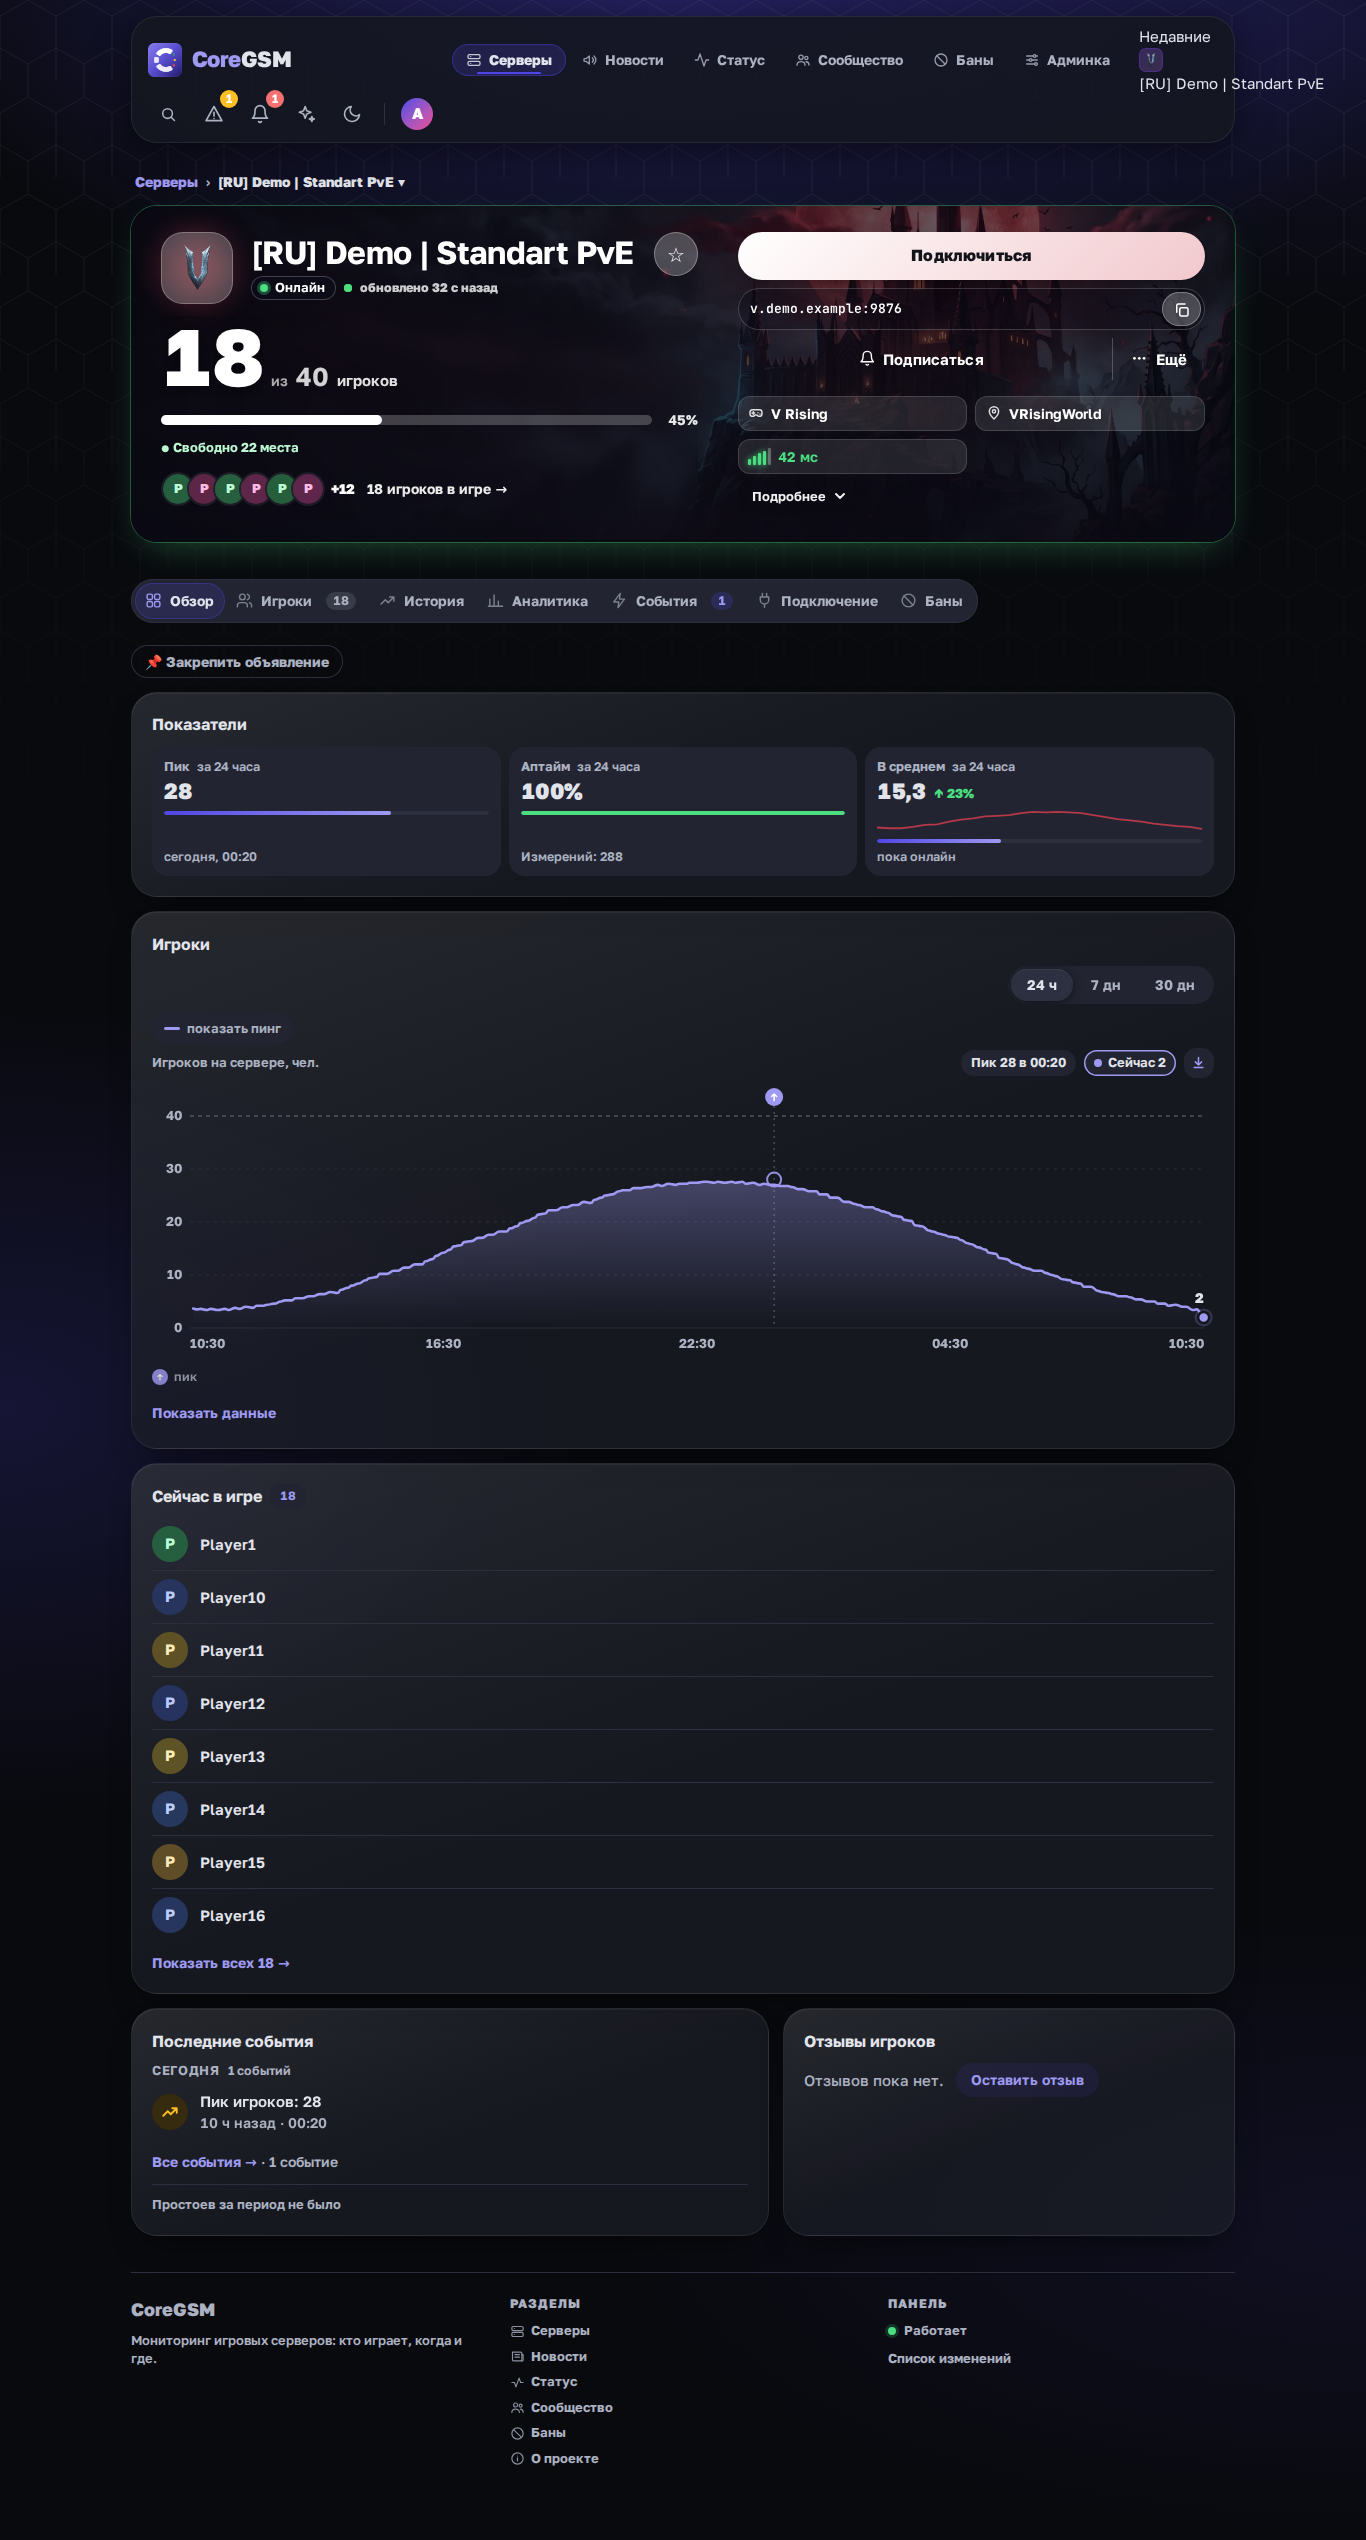 CoreGSM
Серверы
Новости
Статус
Сообщество
Баны
Админка
Недавние
[RU] Demo | Standart PvE
1
1
A
Серверы › [RU] Demo | Standart PvE ▾
[RU] Demo | Standart PvE
☆
Онлайн
обновлено 32 с назад
18 из 40 игроков
45%
Свободно 22 места
P P P P P P +12 18 игроков в игре →
Подключиться
v.demo.example:9876
Подписаться
Ещё
V Rising
VRisingWorld
42 мс
Подробнее
Обзор
Игроки 18
История
Аналитика
События 1
Подключение
Баны
📌 Закрепить объявление
Показатели
Пик за 24 часа
28
сегодня, 00:20
Аптайм за 24 часа
100%
Измерений: 288
В среднем за 24 часа
15,3 ↑ 23%
пока онлайн
Игроки
24 ч 7 дн 30 дн
показать пинг
Игроков на сервере, чел.
Пик 28 в 00:20
Сейчас 2
40
30
20
10
0
2
10:30 16:30 22:30 04:30 10:30
пик
Показать данные
Сейчас в игре 18
P Player1
P Player10
P Player11
P Player12
P Player13
P Player14
P Player15
P Player16
Показать всех 18 →
Последние события
СЕГОДНЯ 1 событий
Пик игроков: 28
10 ч назад · 00:20
Все события → · 1 событие
Простоев за период не было
Отзывы игроков
Отзывов пока нет. Оставить отзыв
CoreGSM
Мониторинг игровых серверов: кто играет, когда и
где.
РАЗДЕЛЫ
Серверы
Новости
Статус
Сообщество
Баны
О проекте
ПАНЕЛЬ
Работает
Список изменений